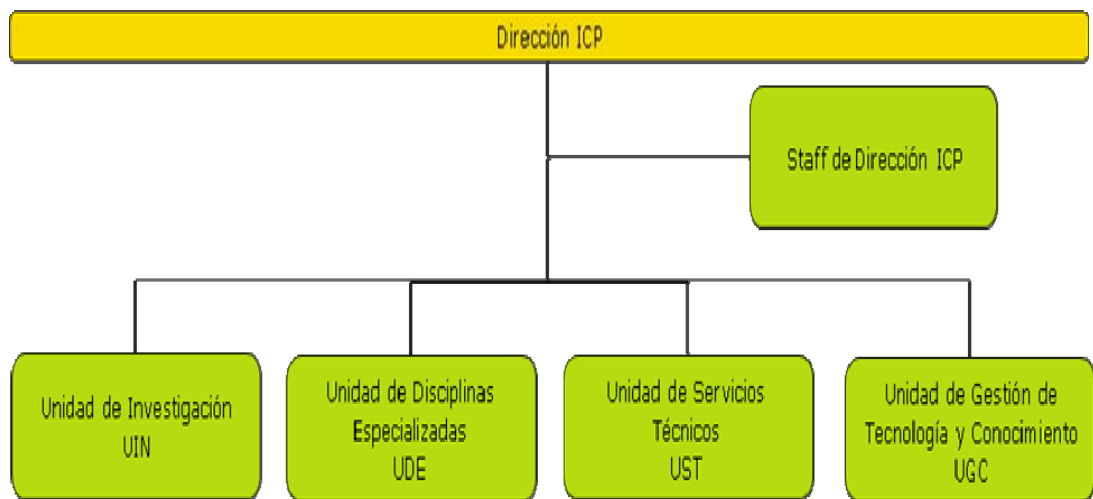 Dirección ICP
Staff de Dirección ICP
Unidad de Investigación
UIN
Unidad de Disciplinas
Especializadas
UDE
Unidad de Servicios
Técnicos
UST
Unidad de Gestión de
Tecnología y Conocimiento
UGC